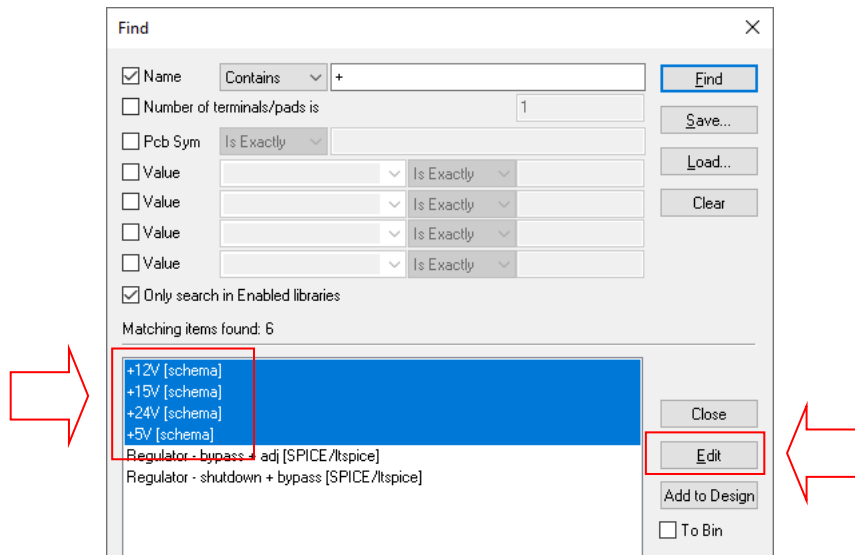 Find
Name Contains + Find
Number of terminals/pads is 1
Save...
Pcb Sym Is Exactly
Load...
Value Is Exactly
Value Is Exactly Clear
Value Is Exactly
Value Is Exactly
Only search in Enabled libraries
Matching items found: 6
+12V [schema]
+15V [schema]
+24V [schema]
+5V [schema]
Regulator - bypass + adj [SPICE/ltspice]
Regulator - shutdown + bypass [SPICE/ltspice]
Close
Edit
Add to Design
To Bin